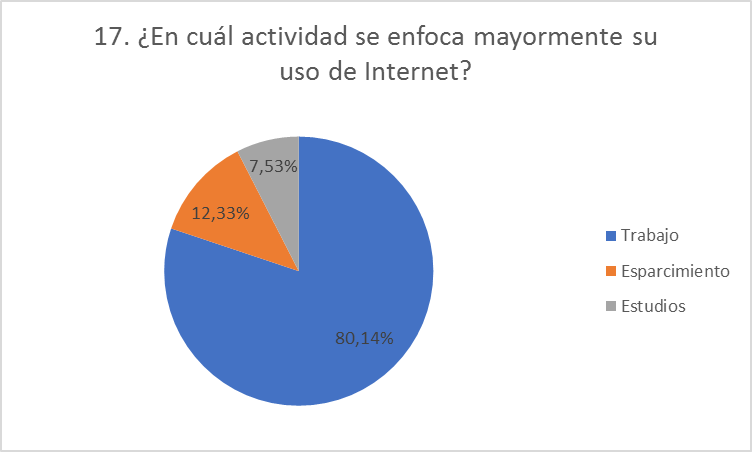 17. ¿En cuál actividad se enfoca mayormente su
uso de Internet?
7,53%
12,33%
80,14%
Trabajo
Esparcimiento
Estudios